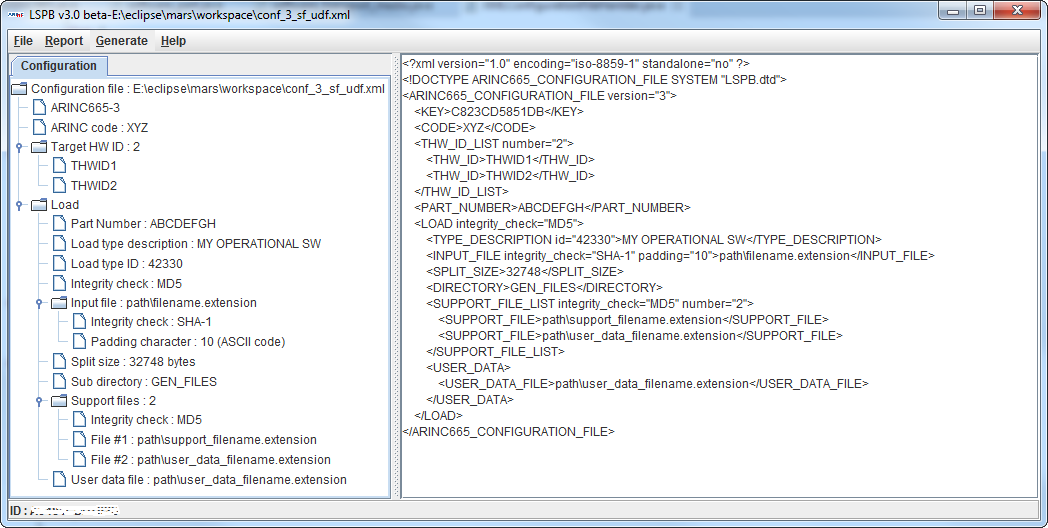 LSPB v3.0 beta-E:\eclipse\mars\workspace\conf_3_sf_udf.xml
File Report Generate Help
Configuration
Configuration file : E:\eclipse\mars\workspace\conf_3_sf_udf.xml
ARINC665-3
ARINC code : XYZ
Target HW ID : 2
THWID1
THWID2
Load
Part Number : ABCDEFGH
Load type description : MY OPERATIONAL SW
Load type ID : 42330
Integrity check : MD5
Input file : path\filename.extension
Integrity check : SHA-1
Padding character : 10 (ASCII code)
Split size : 32748 bytes
Sub directory : GEN_FILES
Support files : 2
Integrity check : MD5
File #1 : path\support_filename.extension
File #2 : path\user_data_filename.extension
User data file : path\user_data_filename.extension
<?xml version="1.0" encoding="iso-8859-1" standalone="no" ?>
<!DOCTYPE ARINC665_CONFIGURATION_FILE SYSTEM "LSPB.dtd">
<ARINC665_CONFIGURATION_FILE version="3">
<KEY>C823CD5851DB</KEY>
<CODE>XYZ</CODE>
<THW_ID_LIST number="2">
<THW_ID>THWID1</THW_ID>
<THW_ID>THWID2</THW_ID>
</THW_ID_LIST>
<PART_NUMBER>ABCDEFGH</PART_NUMBER>
<LOAD integrity_check="MD5">
<TYPE_DESCRIPTION id="42330">MY OPERATIONAL SW</TYPE_DESCRIPTION>
<INPUT_FILE integrity_check="SHA-1" padding="10">path\filename.extension</INPUT_FILE>
<SPLIT_SIZE>32748</SPLIT_SIZE>
<DIRECTORY>GEN_FILES</DIRECTORY>
<SUPPORT_FILE_LIST integrity_check="MD5" number="2">
<SUPPORT_FILE>path\support_filename.extension</SUPPORT_FILE>
<SUPPORT_FILE>path\user_data_filename.extension</SUPPORT_FILE>
</SUPPORT_FILE_LIST>
<USER_DATA>
<USER_DATA_FILE>path\user_data_filename.extension</USER_DATA_FILE>
</USER_DATA>
</LOAD>
</ARINC665_CONFIGURATION_FILE>
ID :